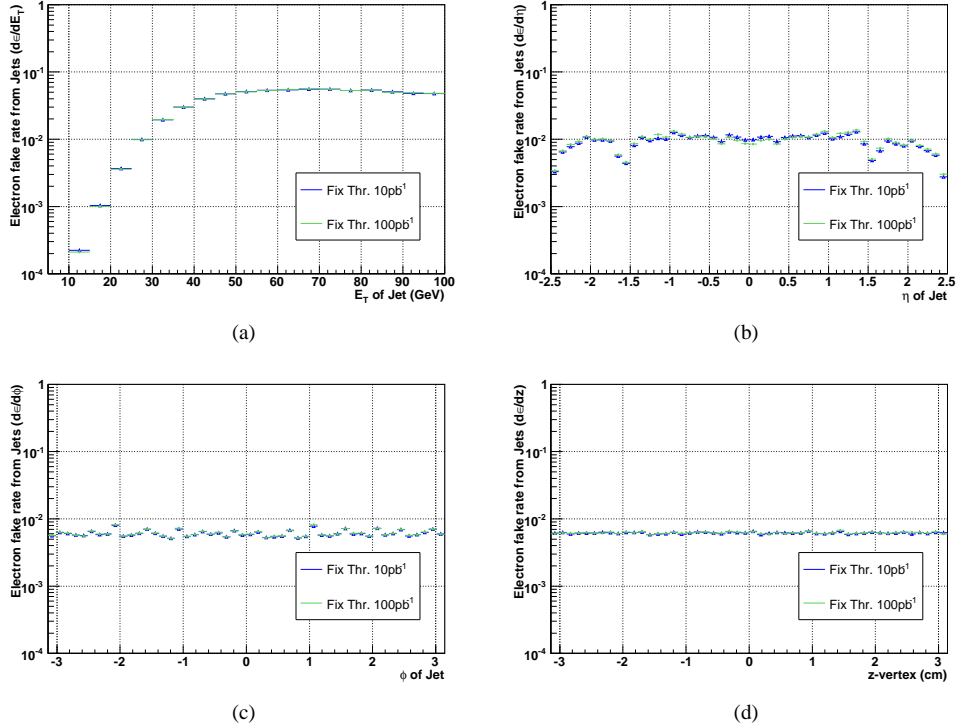 Electron fake rate from Jets (dε/dE_T)
1
10^-1
10^-2
10^-3
10^-4
Fix Thr. 10pb^-1
Fix Thr. 100pb^-1
10 20 30 40 50 60 70 80 90 100
E_T of Jet (GeV)
(a)
Electron fake rate from Jets (dε/dη)
1
10^-1
10^-2
10^-3
10^-4
Fix Thr. 10pb^-1
Fix Thr. 100pb^-1
-2.5 -2 -1.5 -1 -0.5 0 0.5 1 1.5 2 2.5
η of Jet
(b)
Electron fake rate from Jets (dε/dφ)
1
10^-1
10^-2
10^-3
10^-4
Fix Thr. 10pb^-1
Fix Thr. 100pb^-1
-3 -2 -1 0 1 2 3
φ of Jet
(c)
Electron fake rate from Jets (dε/dz)
1
10^-1
10^-2
10^-3
10^-4
Fix Thr. 10pb^-1
Fix Thr. 100pb^-1
-3 -2 -1 0 1 2 3
z-vertex (cm)
(d)